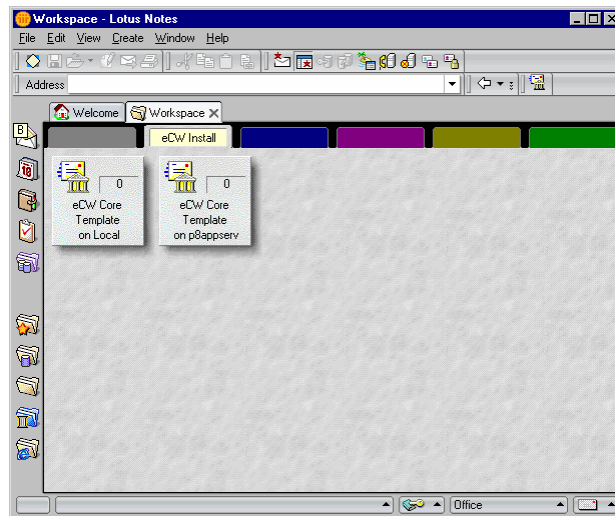 Workspace - Lotus Notes
File Edit View Create Window Help
Address
Welcome Workspace
B
eCW Install
18
0 0
eCW Core
Template
on Local
eCW Core
Template
on p8appserv
Office